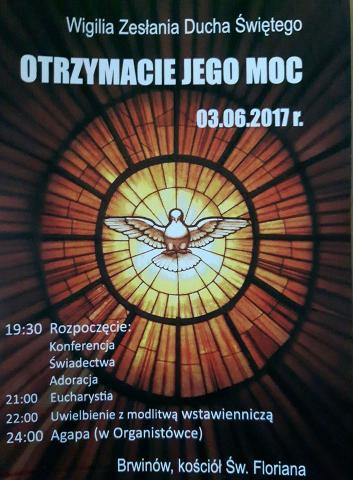 Wigilia Zesłania Ducha Świętego
OTRZYMACIE JEGO MOC
03.06.2017 r.
19:30 Rozpoczęcie:
Konferencja
Świadectwa
Adoracja
21:00 Eucharystia
22:00 Uwielbienie z modlitwą wstawienniczą
24:00 Agapa (w Organistówce)
Brwinów, kościół Św. Floriana